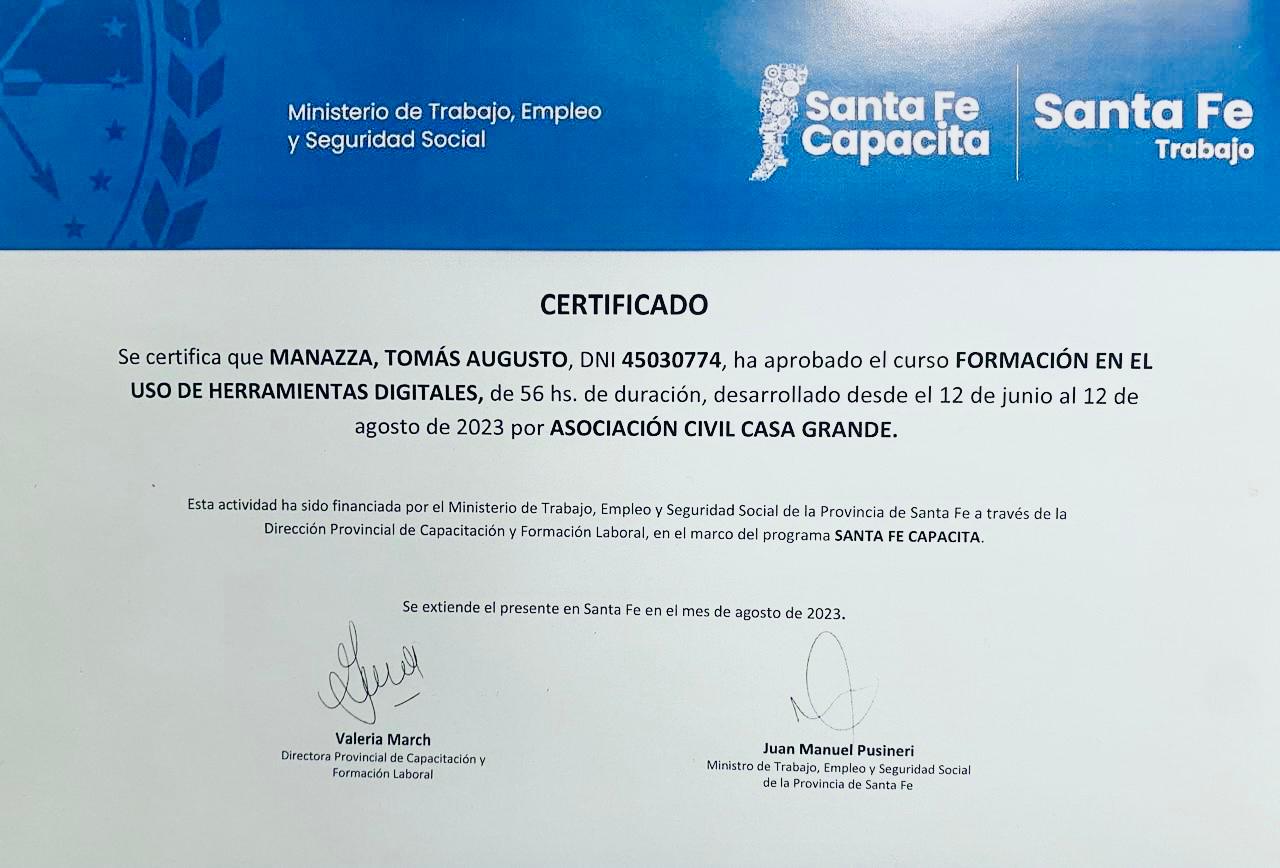 Ministerio de Trabajo, Empleo
y Seguridad Social
Santa Fe
Capacita
Santa Fe
Trabajo
CERTIFICADO
Se certifica que MANAZZA, TOMÁS AUGUSTO, DNI 45030774, ha aprobado el curso FORMACIÓN EN EL
USO DE HERRAMIENTAS DIGITALES, de 56 hs. de duración, desarrollado desde el 12 de junio al 12 de
agosto de 2023 por ASOCIACIÓN CIVIL CASA GRANDE.
Esta actividad ha sido financiada por el Ministerio de Trabajo, Empleo y Seguridad Social de la Provincia de Santa Fe a través de la
Dirección Provincial de Capacitación y Formación Laboral, en el marco del programa SANTA FE CAPACITA.
Se extiende el presente en Santa Fe en el mes de agosto de 2023.
Valeria March
Directora Provincial de Capacitación y
Formación Laboral
Juan Manuel Pusineri
Ministro de Trabajo, Empleo y Seguridad Social
de la Provincia de Santa Fe